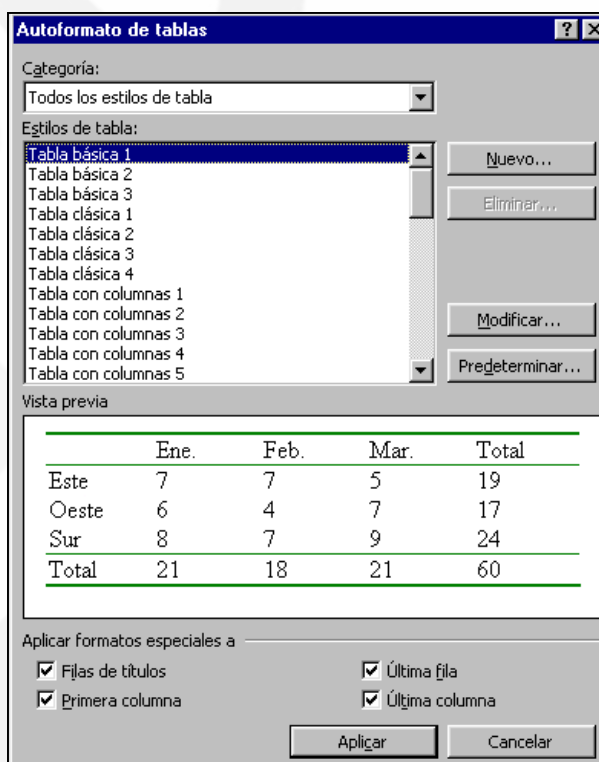 Autoformato de tablas
Categoría:
Todos los estilos de tabla
Estilos de tabla:
Tabla básica 1
Tabla básica 2
Tabla básica 3
Tabla clásica 1
Tabla clásica 2
Tabla clásica 3
Tabla clásica 4
Tabla con columnas 1
Tabla con columnas 2
Tabla con columnas 3
Tabla con columnas 4
Tabla con columnas 5
Nuevo...
Eliminar...
Modificar...
Predeterminar...
Vista previa
Ene. Feb. Mar. Total
Este 7 7 5 19
Oeste 6 4 7 17
Sur 8 7 9 24
Total 21 18 21 60
Aplicar formatos especiales a
Filas de títulos Última fila
Primera columna Última columna
Aplicar Cancelar